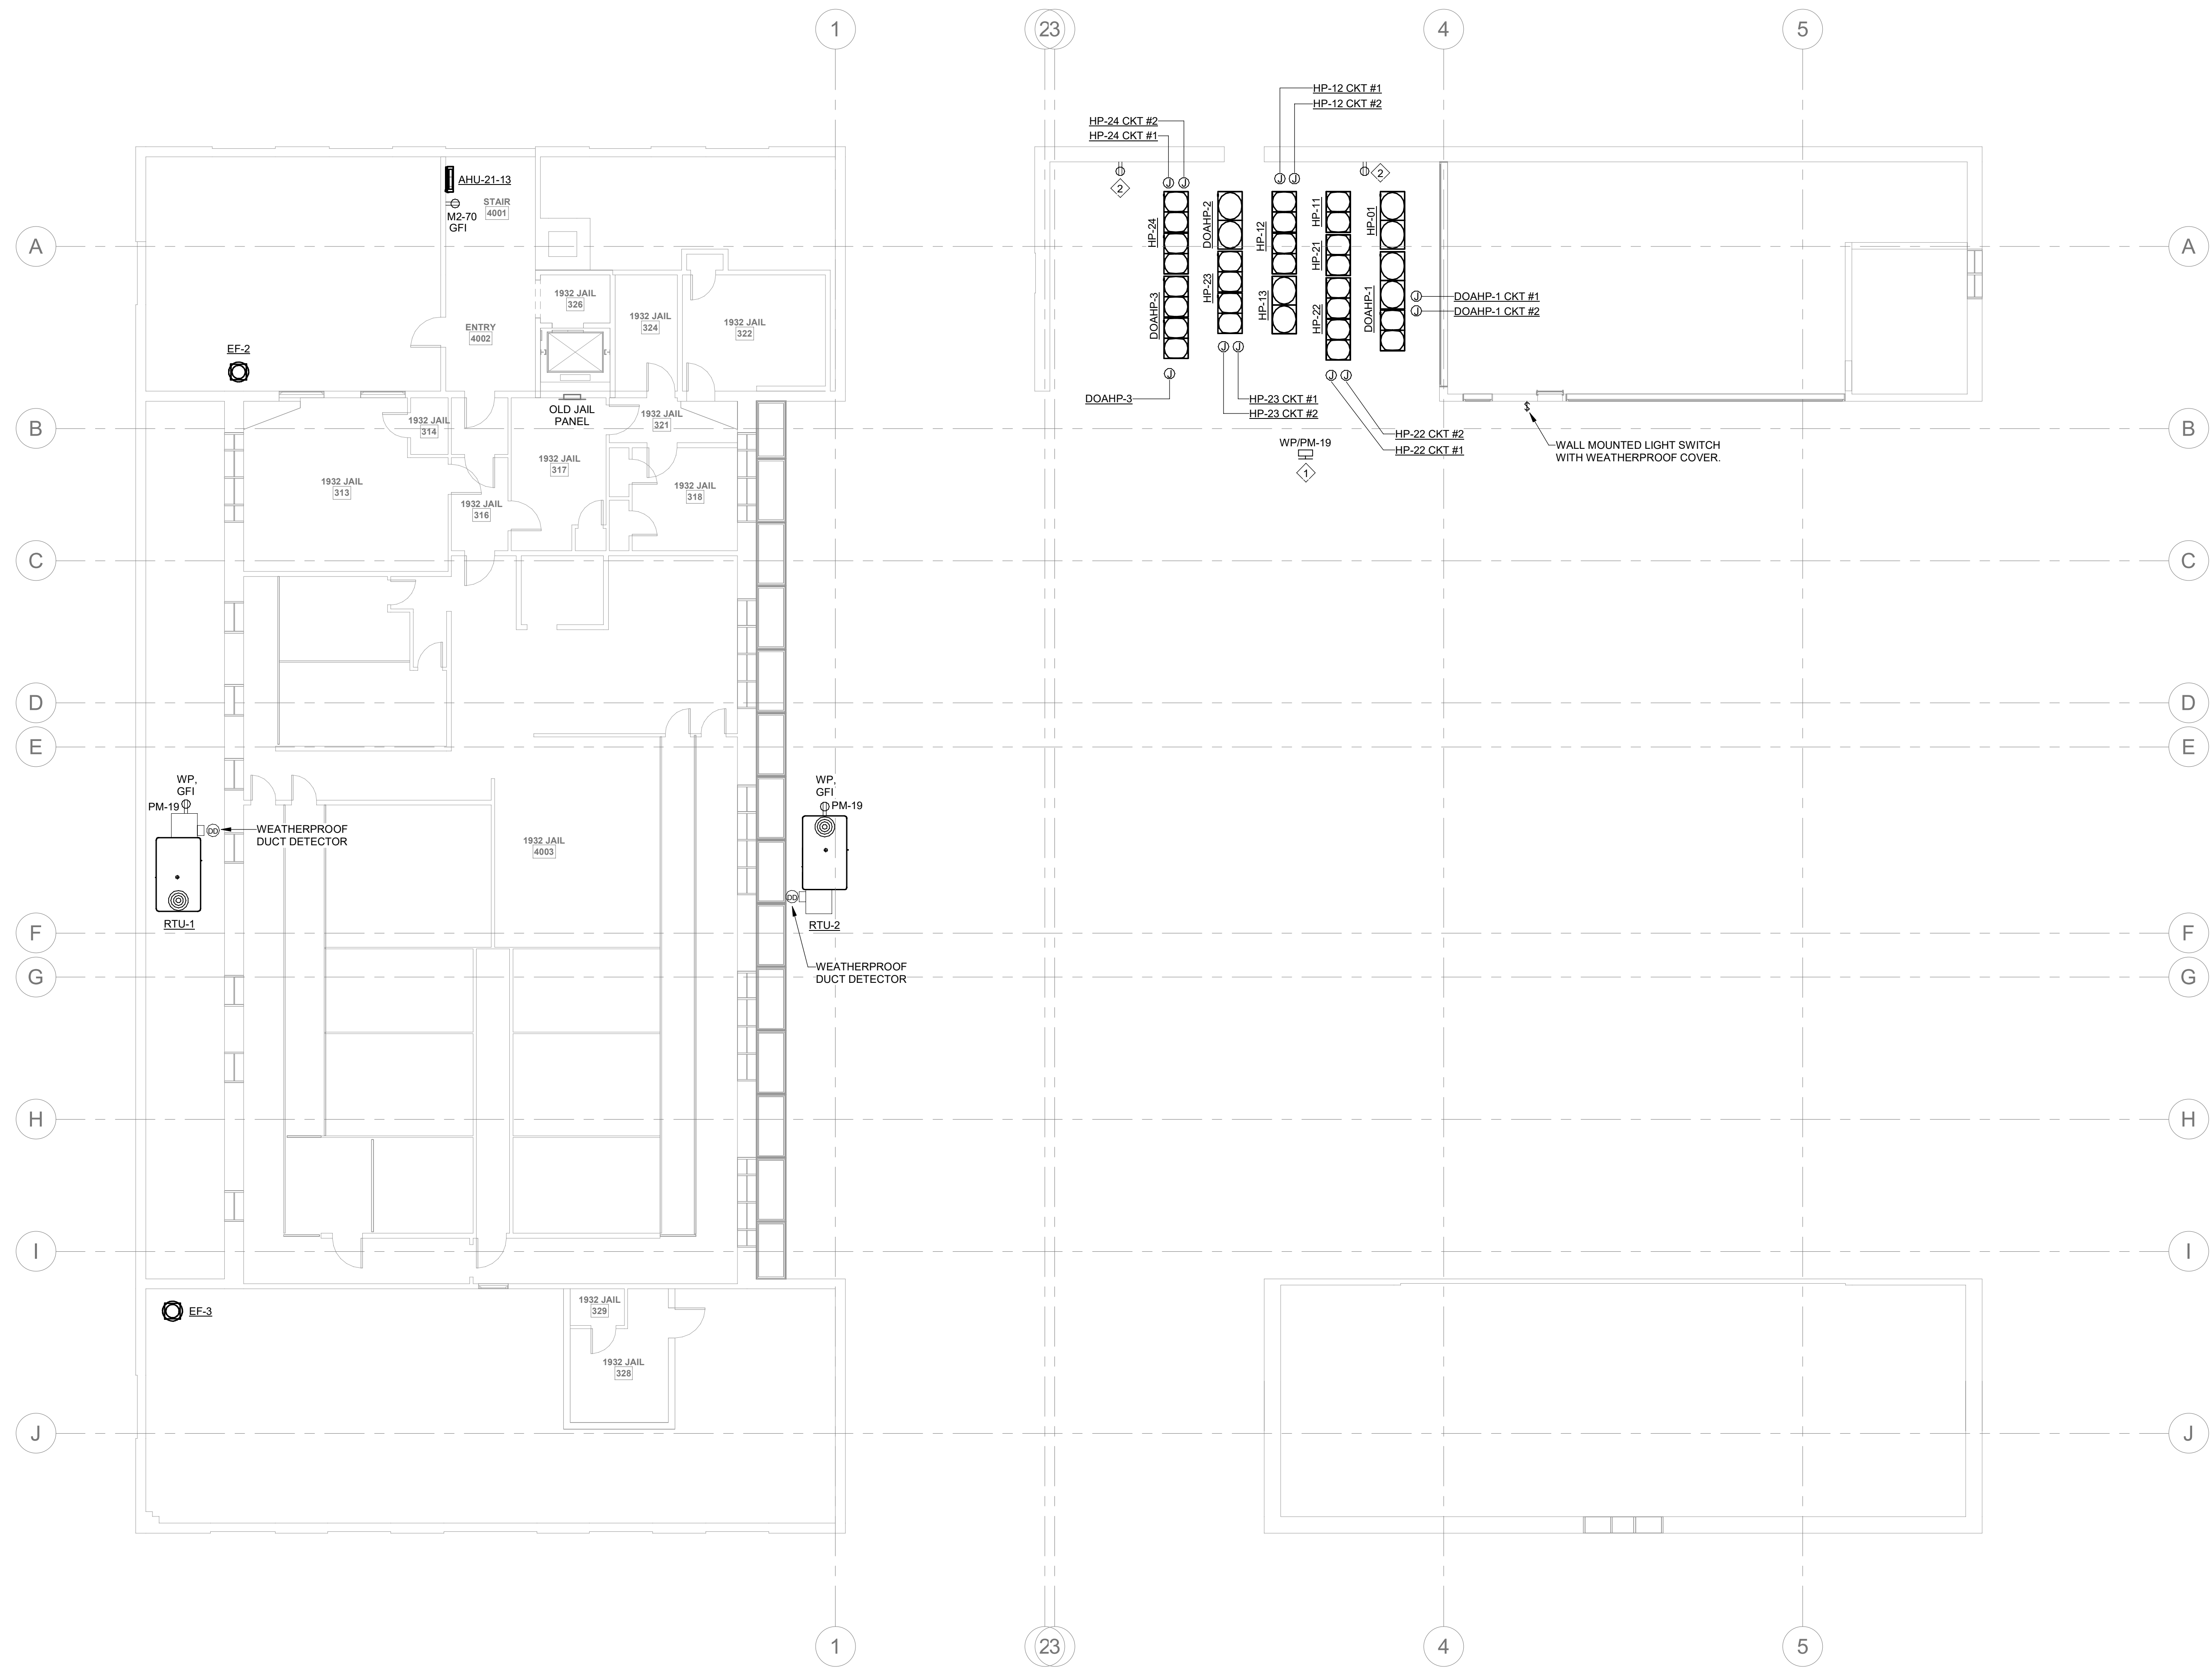 1
2
3
4
5
HP-12 CKT #1
HP-12 CKT #2
HP-24 CKT #2
HP-24 CKT #1
J
J
J
J
2
2
AHU-21-13
STAIR
4001
M2-70
GFI
HP-24
DOAHP-2
HP-12
HP-11
HP-01
A
A
HP-21
HP-23
HP-13
DOAHP-3
HP-22
DOAHP-1
1932 JAIL
326
1932 JAIL
324
1932 JAIL
322
ENTRY
4002
J
DOAHP-1 CKT #1
J
DOAHP-1 CKT #2
EF-2
J
J
J
J
J
DOAHP-3
HP-23 CKT #1
HP-23 CKT #2
OLD JAIL
PANEL
1932 JAIL
314
1932 JAIL
321
B
B
HP-22 CKT #2
HP-22 CKT #1
WP/PM-19
1
$
WALL MOUNTED LIGHT SWITCH
WITH WEATHERPROOF COVER.
1932 JAIL
313
1932 JAIL
317
1932 JAIL
318
1932 JAIL
316
C
C
D
D
E
E
WP,
GFI
PM-19
DD
WEATHERPROOF
DUCT DETECTOR
WP,
GFI
PM-19
1932 JAIL
4003
DD
RTU-1
RTU-2
F
F
WEATHERPROOF
DUCT DETECTOR
G
G
H
H
I
I
EF-3
1932 JAIL
329
1932 JAIL
328
J
J
1
2
3
4
5